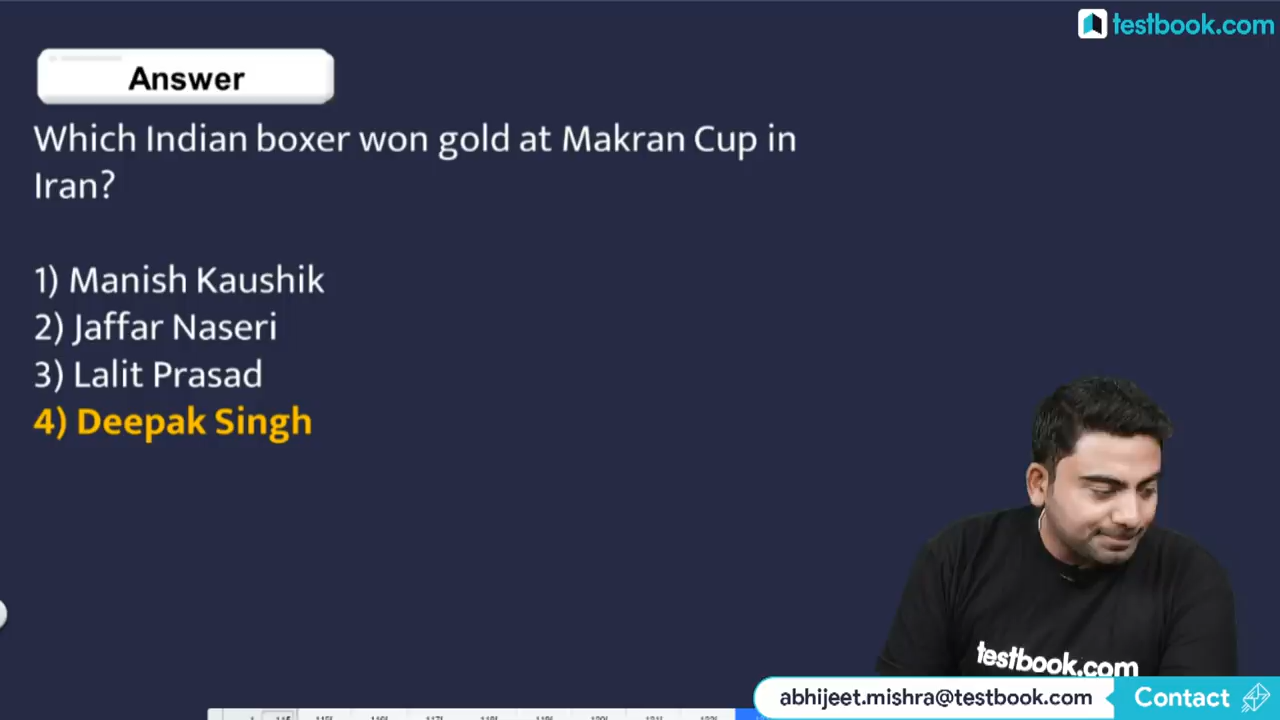 testbook.com
Answer
Which Indian boxer won gold at Makran Cup in
Iran?
1) Manish Kaushik
2) Jaffar Naseri
3) Lalit Prasad
4) Deepak Singh
testbook.com
abhijeet.mishra@testbook.com
Contact